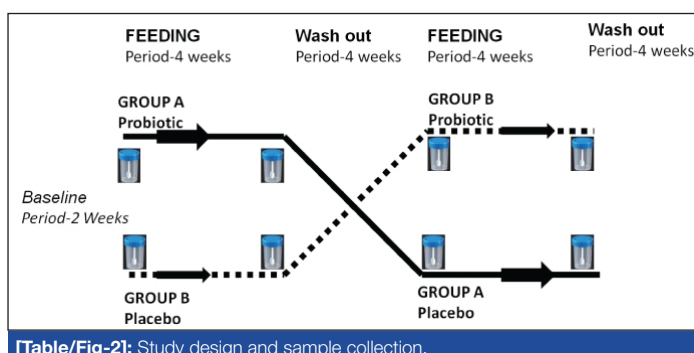 FEEDING
Period-4 weeks
Wash out
Period-4 weeks
FEEDING
Period-4 weeks
Wash out
Period-4 weeks
GROUP A
Probiotic
GROUP B
Probiotic
Baseline
Period-2 Weeks
GROUP B
Placebo
GROUP A
Placebo
[Table/Fig-2]: Study design and sample collection.